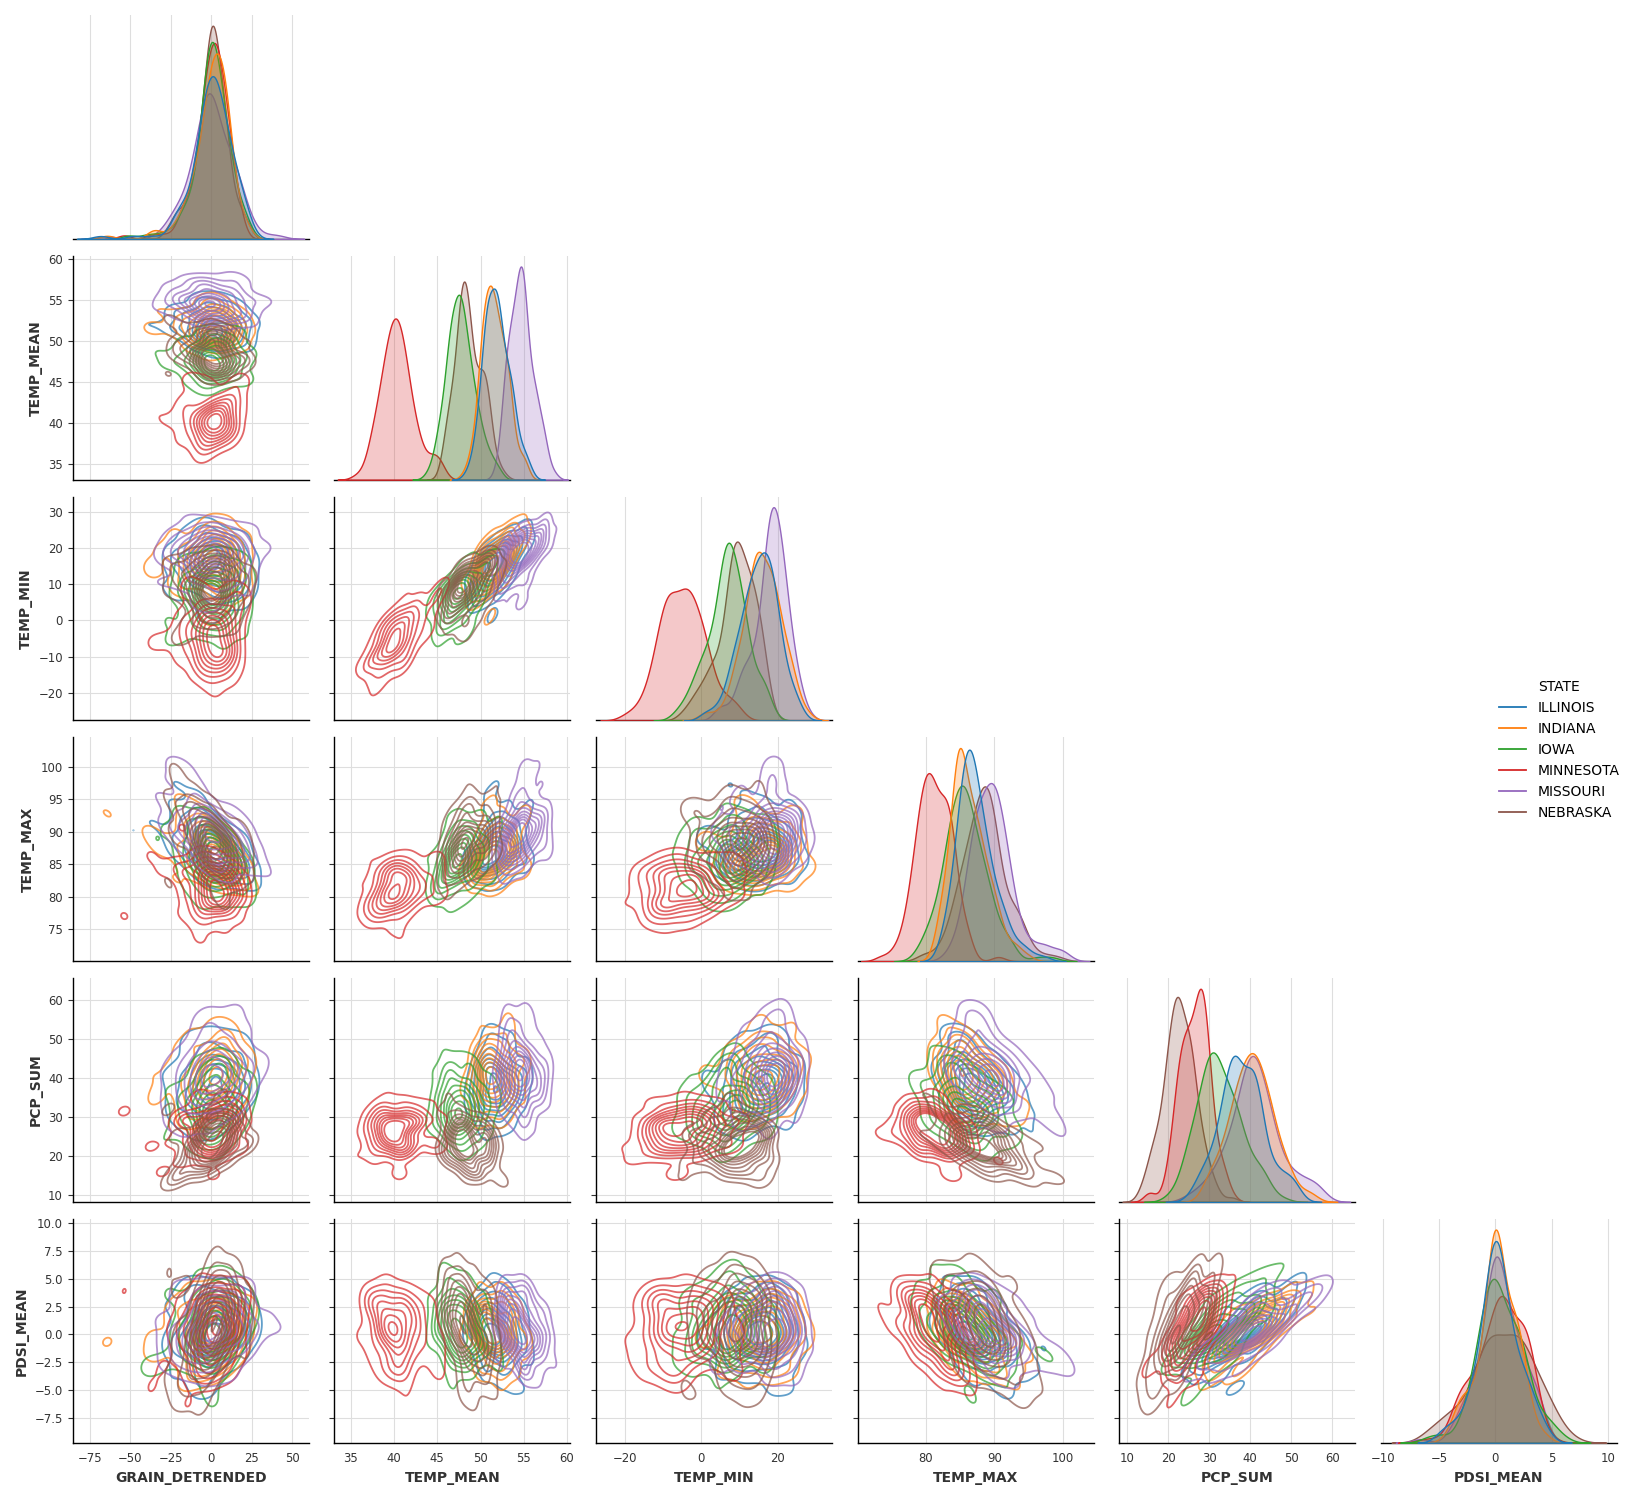 60
55
50
45
40
35
TEMP_MEAN
30
20
10
0
−10
−20
TEMP_MIN
100
95
90
85
80
75
TEMP_MAX
60
50
40
30
20
10
PCP_SUM
10.0
7.5
5.0
2.5
0.0
−2.5
−5.0
−7.5
PDSI_MEAN
STATE
ILLINOIS
INDIANA
IOWA
MINNESOTA
MISSOURI
NEBRASKA
−75 −50 −25 0 25 50
35 40 45 50 55 60
−20 0 20
80 90 100
10 20 30 40 50 60
−10 −5 0 5 10
GRAIN_DETRENDED
TEMP_MEAN
TEMP_MIN
TEMP_MAX
PCP_SUM
PDSI_MEAN